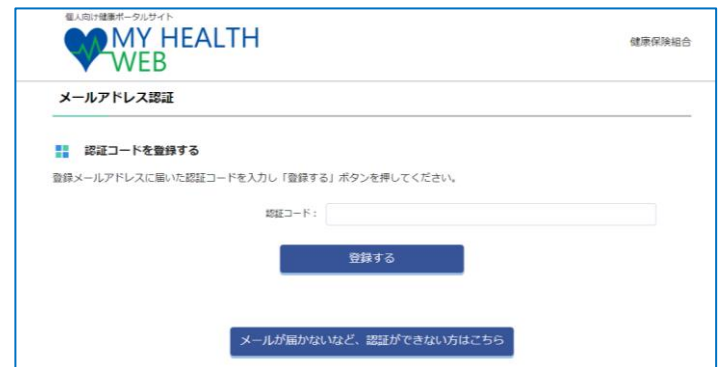 個人向け健康ポータルサイト
MY HEALTH
WEB
健康保険組合
メールアドレス認証
認証コードを登録する
登録メールアドレスに届いた認証コードを入力し「登録する」ボタンを押してください。
認証コード：
登録する
メールが届かないなど、認証ができない方はこちら